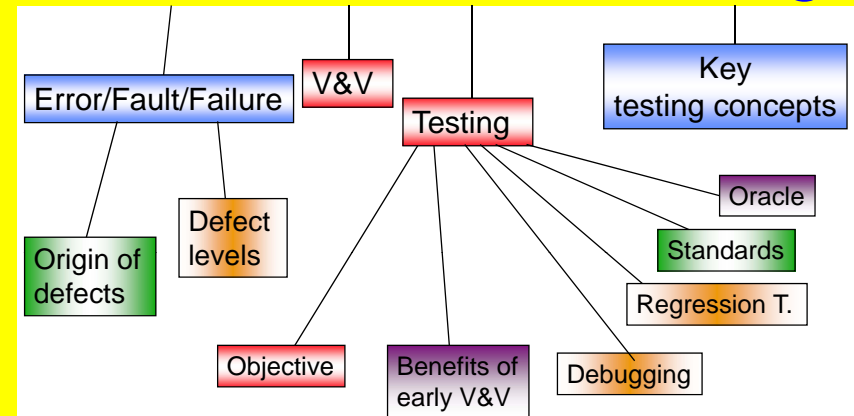 Error/Fault/Failure
V&V
Testing
Key
testing concepts
Origin of
defects
Defect
levels
Oracle
Standards
Regression T.
Objective
Benefits of
early V&V
Debugging